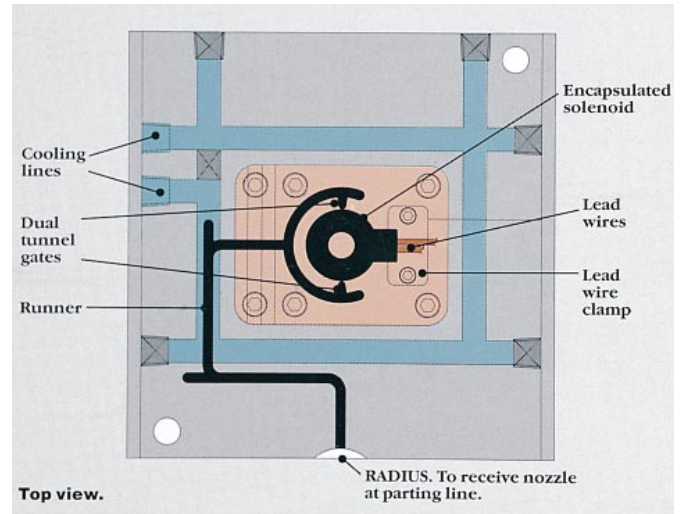 Encapsulated
solenoid
Cooling
lines
Dual
tunnel
gates
Lead
wires
Runner
Lead
wire
clamp
RADIUS. To receive nozzle
at parting line.
Top view.